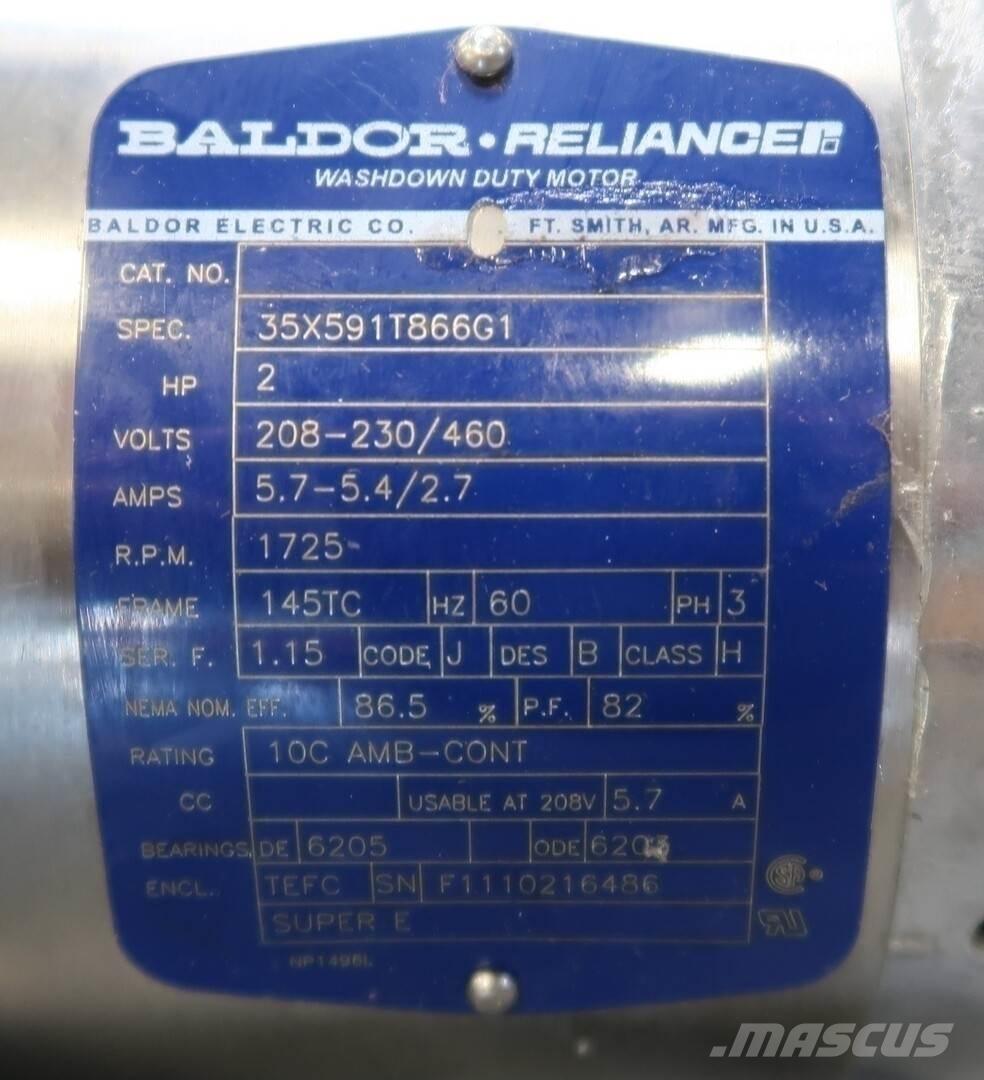 BALDOR • RELIANCE
WASHDOWN DUTY MOTOR
BALDOR ELECTRIC CO. FT. SMITH, AR. MFG. IN U.S.A.
CAT. NO.
SPEC. 35X591T866G1
HP 2
VOLTS 208-230/460
AMPS 5.7-5.4/2.7
R.P.M. 1725
FRAME 145TC HZ 60 PH 3
SER. F. 1.15 CODE J DES B CLASS H
NEMA NOM. EFF. 86.5 % P.F. 82 %
RATING 10C AMB-CONT
CC USABLE AT 208V 5.7 A
BEARINGS DE 6205 ODE 6203
ENCL. TEFC SN F1110216486
SUPER E
NP1496L
MASCUS